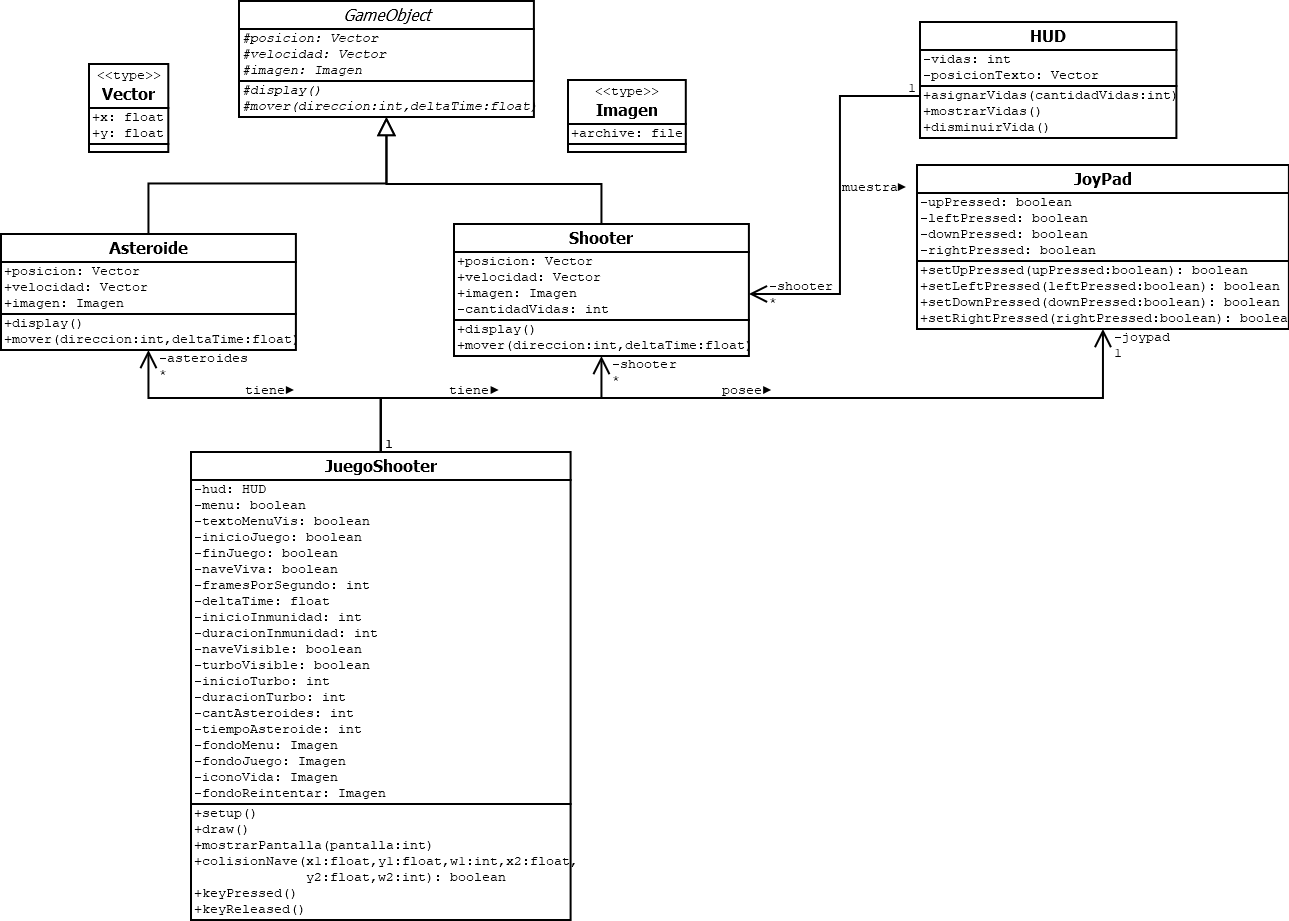 GameObject
#posicion: Vector
#velocidad: Vector
#imagen: Imagen
#display()
#mover(direccion:int,deltaTime:float)
<<type>>
Vector
+x: float
+y: float
<<type>>
Imagen
+archive: file
HUD
-vidas: int
-posicionTexto: Vector
+asignarVidas(cantidadVidas:int)
+mostrarVidas()
+disminuirVida()
1
muestra►
JoyPad
-upPressed: boolean
-leftPressed: boolean
-downPressed: boolean
-rightPressed: boolean
+setUpPressed(upPressed:boolean): boolean
+setLeftPressed(leftPressed:boolean): boolean
+setDownPressed(downPressed:boolean): boolean
+setRightPressed(rightPressed:boolean): boolea
Asteroide
+posicion: Vector
+velocidad: Vector
+imagen: Imagen
+display()
+mover(direccion:int,deltaTime:float)
Shooter
+posicion: Vector
+velocidad: Vector
+imagen: Imagen
-cantidadVidas: int
+display()
+mover(direccion:int,deltaTime:float)
-shooter
*
-asteroides
*
-shooter
*
-joypad
1
tiene►
tiene►
posee►
1
JuegoShooter
-hud: HUD
-menu: boolean
-textoMenuVis: boolean
-inicioJuego: boolean
-finJuego: boolean
-naveViva: boolean
-framesPorSegundo: int
-deltaTime: float
-inicioInmunidad: int
-duracionInmunidad: int
-naveVisible: boolean
-turboVisible: boolean
-inicioTurbo: int
-duracionTurbo: int
-cantAsteroides: int
-tiempoAsteroide: int
-fondoMenu: Imagen
-fondoJuego: Imagen
-iconoVida: Imagen
-fondoReintentar: Imagen
+setup()
+draw()
+mostrarPantalla(pantalla:int)
+colisionNave(x1:float,y1:float,w1:int,x2:float,
y2:float,w2:int): boolean
+keyPressed()
+keyReleased()